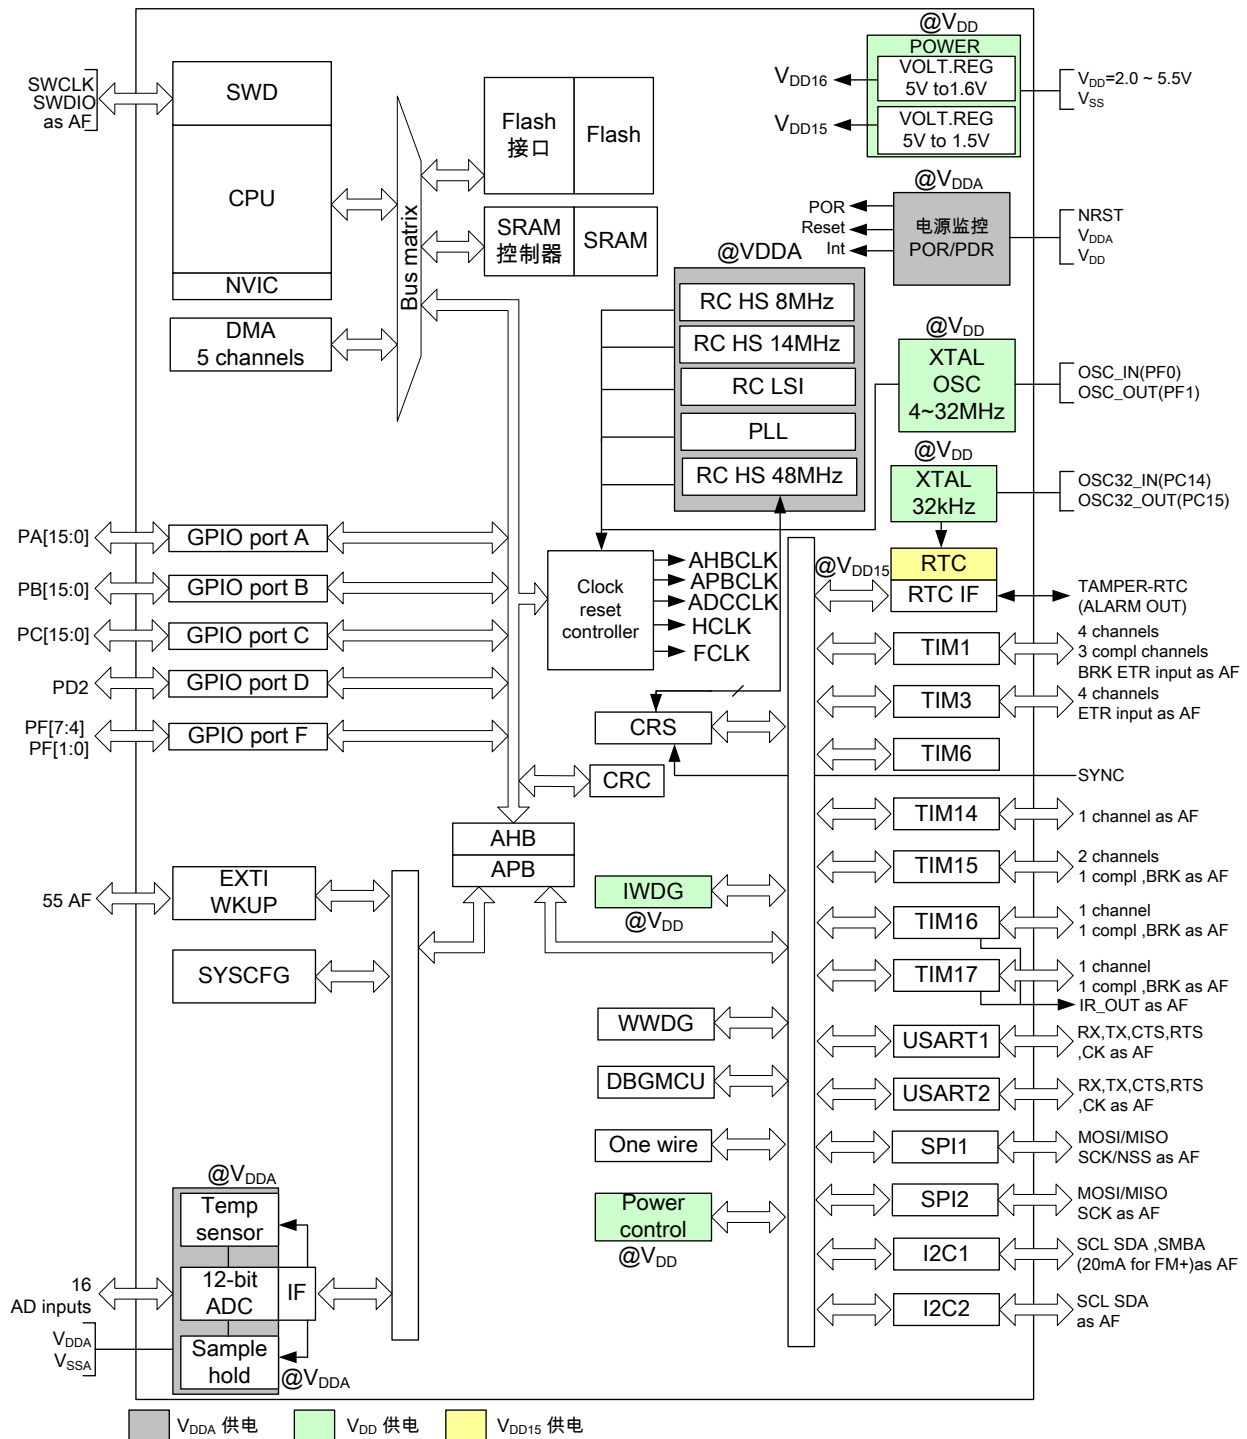 @VDD
POWER
VOLT.REG
5V to1.6V
VOLT.REG
5V to 1.5V
VDD16
VDD15
VDD=2.0 ~ 5.5V
VSS
SWCLK
SWDIO
as AF
SWD
CPU
NVIC
DMA
5 channels
Bus matrix
Flash
接口
Flash
SRAM
控制器
SRAM
@VDDA
POR
Reset
Int
电源监控
POR/PDR
NRST
VDDA
VDD
@VDDA
RC HS 8MHz
RC HS 14MHz
RC LSI
PLL
RC HS 48MHz
@VDD
XTAL
OSC
4~32MHz
OSC_IN(PF0)
OSC_OUT(PF1)
@VDD
XTAL
32kHz
OSC32_IN(PC14)
OSC32_OUT(PC15)
PA[15:0]
GPIO port A
PB[15:0]
GPIO port B
PC[15:0]
GPIO port C
PD2
GPIO port D
PF[7:4]
PF[1:0]
GPIO port F
Clock
reset
controller
AHBCLK
APBCLK
ADCCLK
HCLK
FCLK
@VDD15
RTC
RTC IF
TAMPER-RTC
(ALARM OUT)
TIM1
4 channels
3 compl channels
BRK ETR input as AF
CRS
TIM3
4 channels
ETR input as AF
TIM6
SYNC
CRC
AHB
APB
TIM14
1 channel as AF
TIM15
2 channels
1 compl ,BRK as AF
55 AF
EXTI
WKUP
IWDG
@VDD
TIM16
1 channel
1 compl ,BRK as AF
SYSCFG
TIM17
1 channel
1 compl ,BRK as AF
IR_OUT as AF
WWDG
USART1
RX,TX,CTS,RTS
,CK as AF
DBGMCU
USART2
RX,TX,CTS,RTS
,CK as AF
One wire
SPI1
MOSI/MISO
SCK/NSS as AF
Power
control
@VDD
SPI2
MOSI/MISO
SCK as AF
I2C1
SCL SDA ,SMBA
(20mA for FM+)as AF
I2C2
SCL SDA
as AF
@VDDA
Temp
sensor
16
AD inputs
12-bit
ADC
IF
VDDA
VSSA
Sample
hold
@VDDA
VDDA 供电
VDD 供电
VDD15 供电